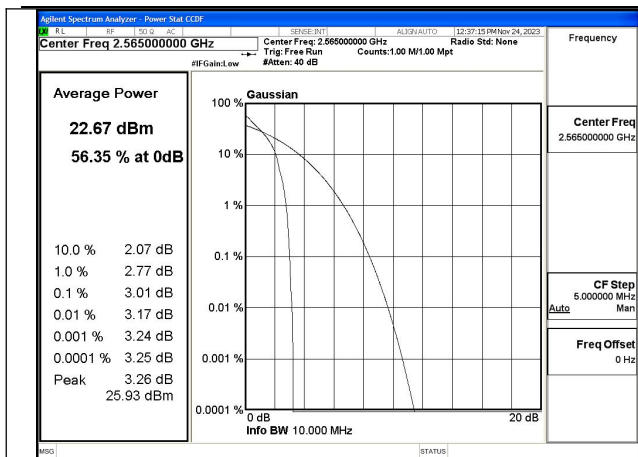 Agilent Spectrum Analyzer - Power Stat CCDF
LXI RL RF 50 Ω AC SENSE:INT ALIGN AUTO 12:37:15 PM Nov 24, 2023
Center Freq 2.565000000 GHz
Center Freq: 2.565000000 GHz Radio Std: None
Trig: Free Run Counts:1.00 M/1.00 Mpt
#IFGain:Low #Atten: 40 dB
Frequency
Average Power
22.67 dBm
56.35 % at 0dB
10.0 % 2.07 dB
1.0 % 2.77 dB
0.1 % 3.01 dB
0.01 % 3.17 dB
0.001 % 3.24 dB
0.0001 % 3.25 dB
Peak 3.26 dB
25.93 dBm
Gaussian
100 %
10 %
1 %
0.1 %
0.01 %
0.001 %
0.0001 %
0 dB 20 dB
Info BW 10.000 MHz
Center Freq
2.565000000 GHz
CF Step
5.000000 MHz
Auto Man
Freq Offset
0 Hz
MSG STATUS